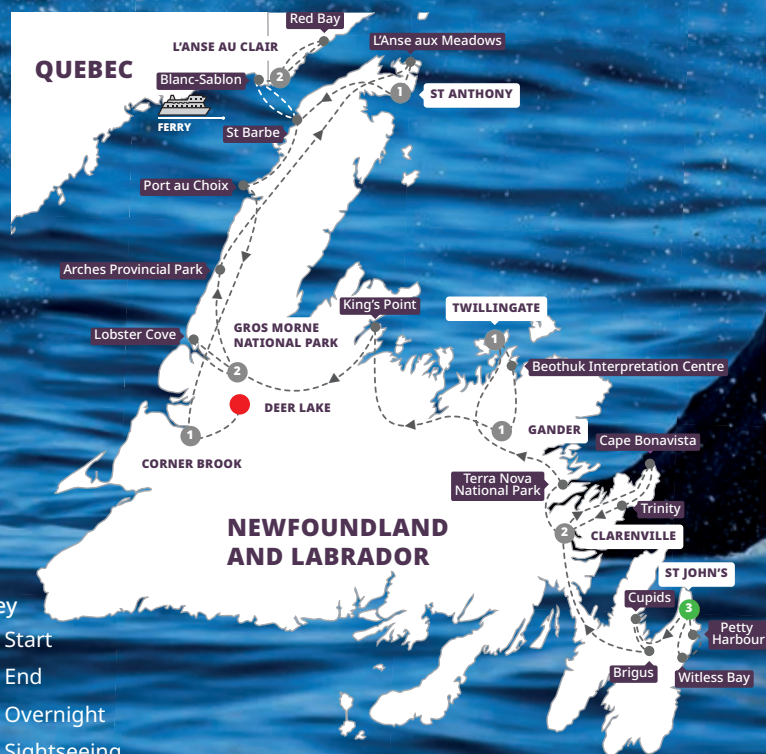 Red Bay
L'ANSE AU CLAIR
L'Anse aux Meadows
QUEBEC
Blanc-Sablon
2
1
ST ANTHONY
FERRY
St Barbe
Port au Choix
Arches Provincial Park
King's Point
TWILLINGATE
Lobster Cove
GROS MORNE
NATIONAL PARK
1
2
Beothuk Interpretation Centre
DEER LAKE
1
GANDER
1
CORNER BROOK
Cape Bonavista
Terra Nova
National Park
Trinity
NEWFOUNDLAND
AND LABRADOR
2
CLARENVILLE
ST JOHN'S
Cupids
3
Petty
Harbour
Brigus
Witless Bay
ey
Start
End
Overnight
Sightseeing